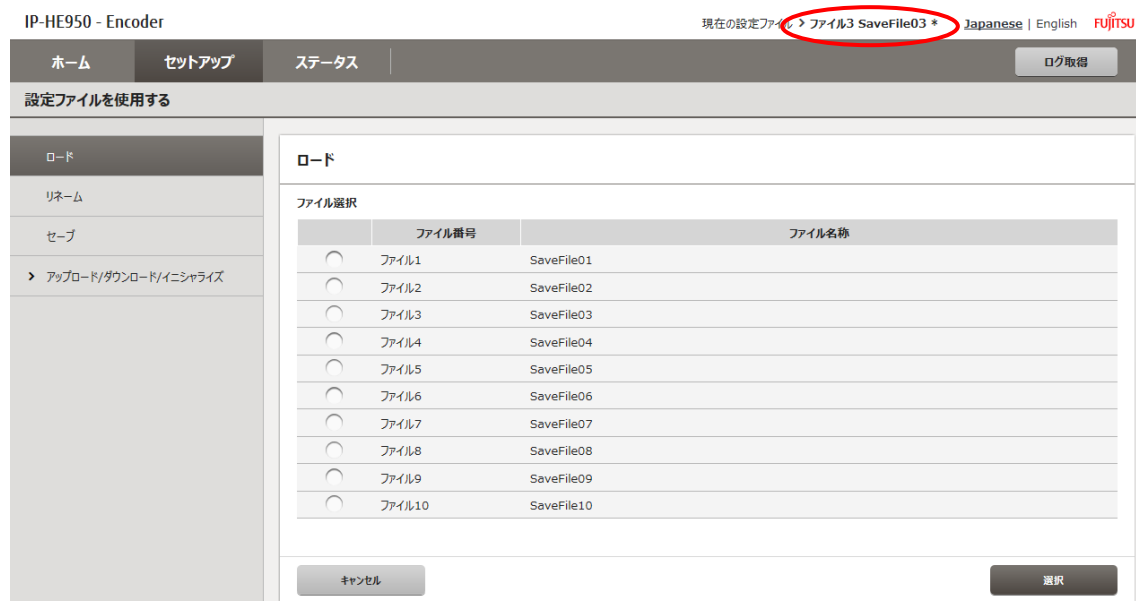 IP-HE950 - Encoder
現在の設定ファイル > ファイル3 SaveFile03 * Japanese | English FUJITSU
ホーム セットアップ ステータス ログ取得
設定ファイルを使用する
ロード
リネーム
セーブ
> アップロード/ダウンロード/イニシャライズ
ロード
ファイル選択
ファイル番号 ファイル名称
ファイル1 SaveFile01
ファイル2 SaveFile02
ファイル3 SaveFile03
ファイル4 SaveFile04
ファイル5 SaveFile05
ファイル6 SaveFile06
ファイル7 SaveFile07
ファイル8 SaveFile08
ファイル9 SaveFile09
ファイル10 SaveFile10
キャンセル 選択